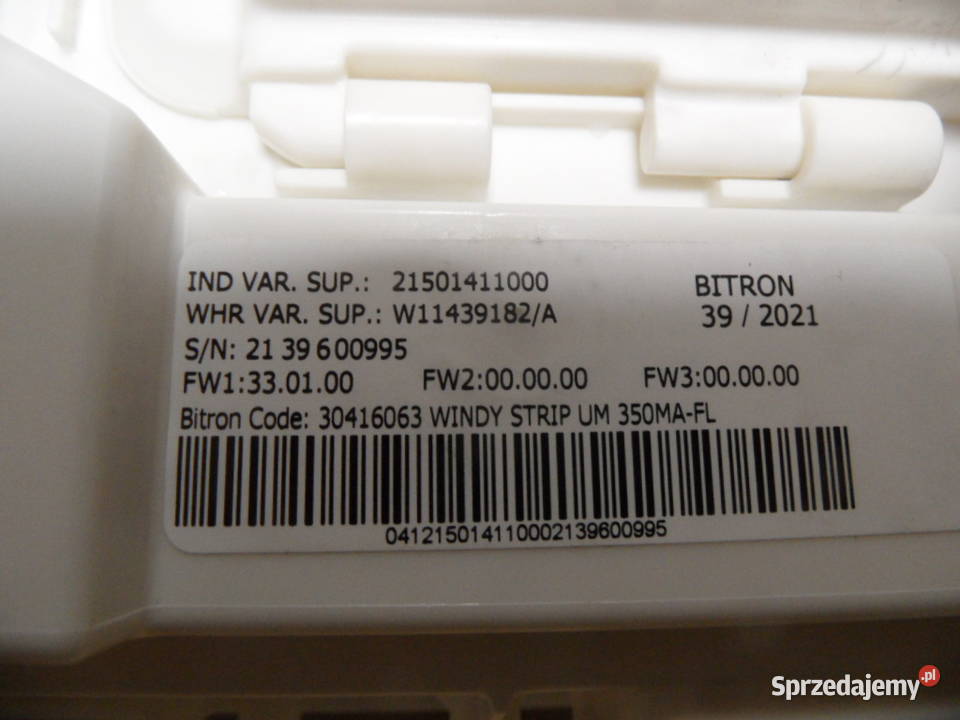 IND VAR. SUP.: 21501411000 BITRON
WHR VAR. SUP.: W11439182/A 39 / 2021
S/N: 21 39 600995
FW1:33.01.00 FW2:00.00.00 FW3:00.00.00
Bitron Code: 30416063 WINDY STRIP UM 350MA-FL
041215014110002139600995
Sprzedajemy.pl